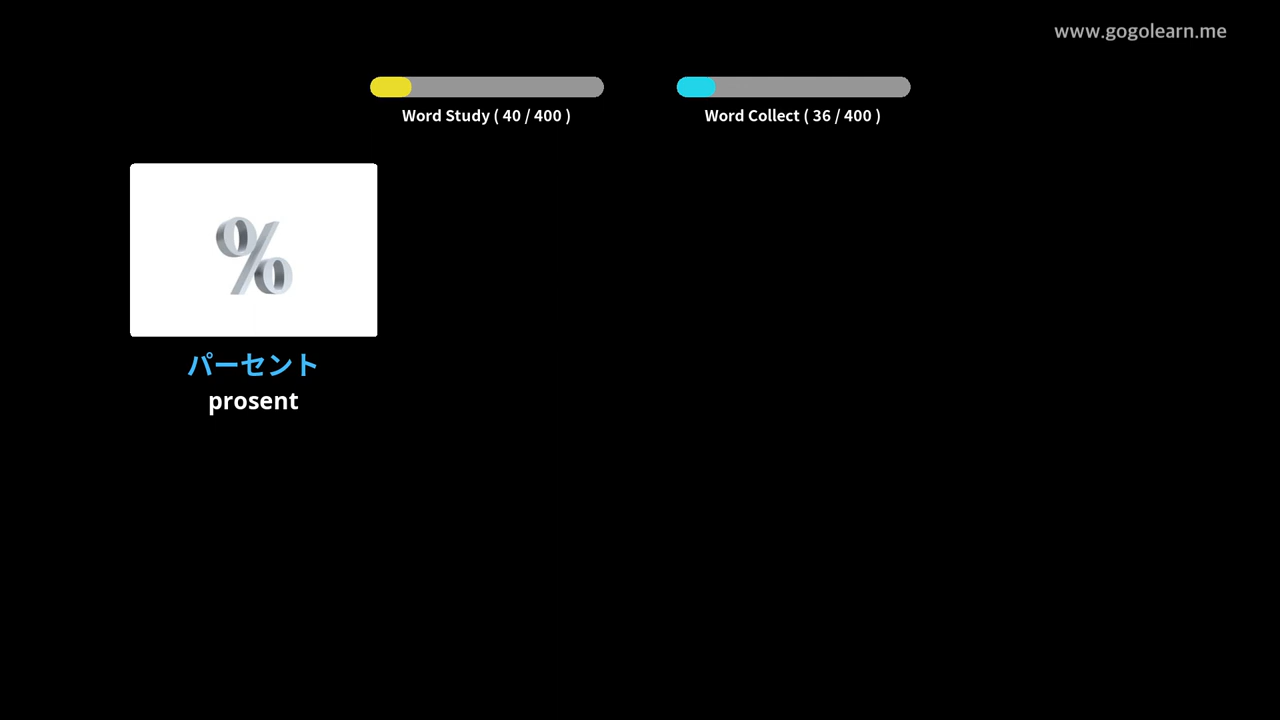 www.gogolearn.me
Word Study ( 40 / 400 )
Word Collect ( 36 / 400 )
%
パーセント
prosent